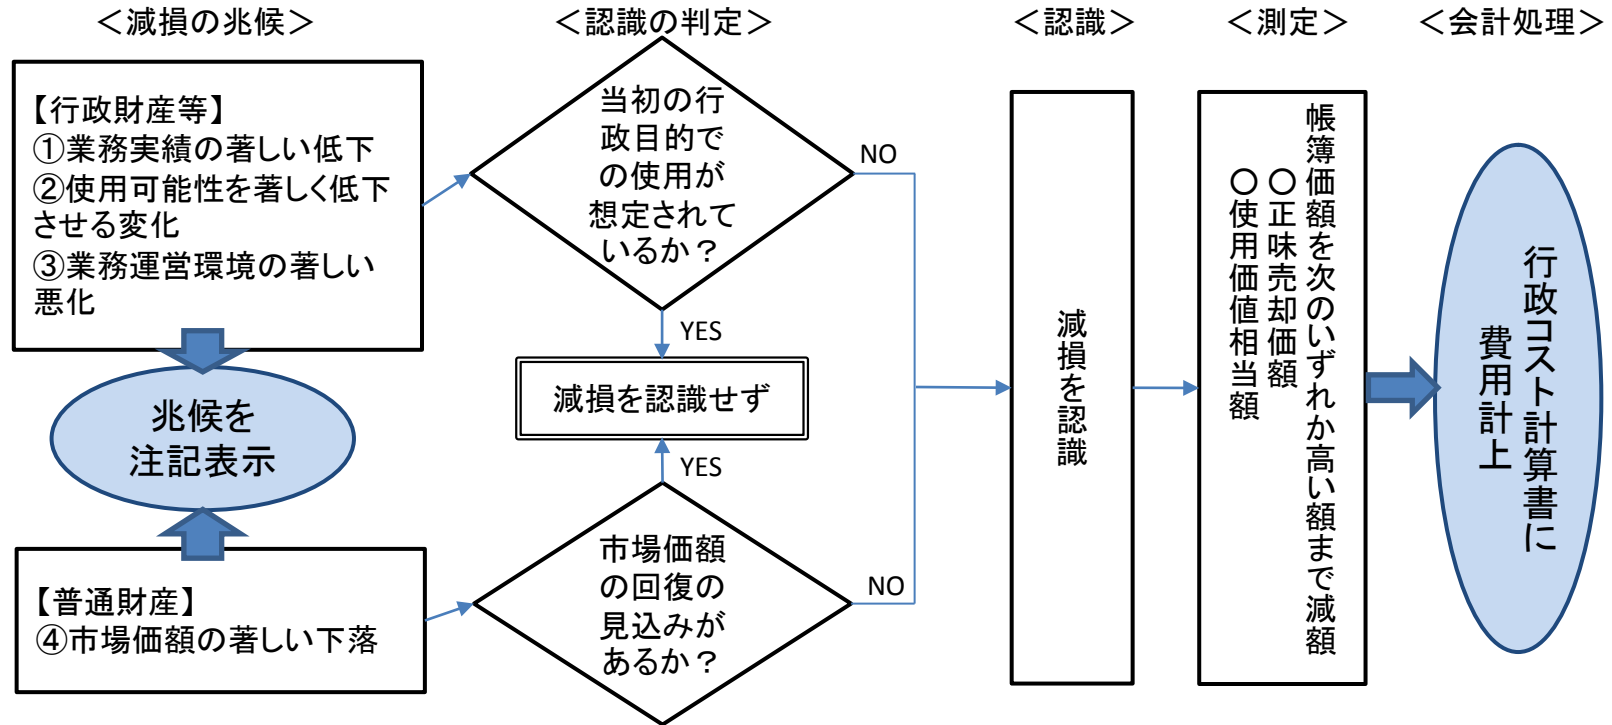 ＜減損の兆候＞
＜認識の判定＞
＜認識＞
＜測定＞
＜会計処理＞
【行政財産等】
①業務実績の著しい低下
②使用可能性を著しく低下
させる変化
③業務運営環境の著しい
悪化
兆候を
注記表示
【普通財産】
④市場価額の著しい下落
当初の行
政目的で
の使用が
想定されて
いるか？
NO
YES
減損を認識せず
YES
市場価額
の回復の
見込みが
あるか？
NO
減損を認識
帳簿価額を次のいずれか高い額まで減額
〇正味売却価額
〇使用価値相当額
行政コスト計算書に
費用計上